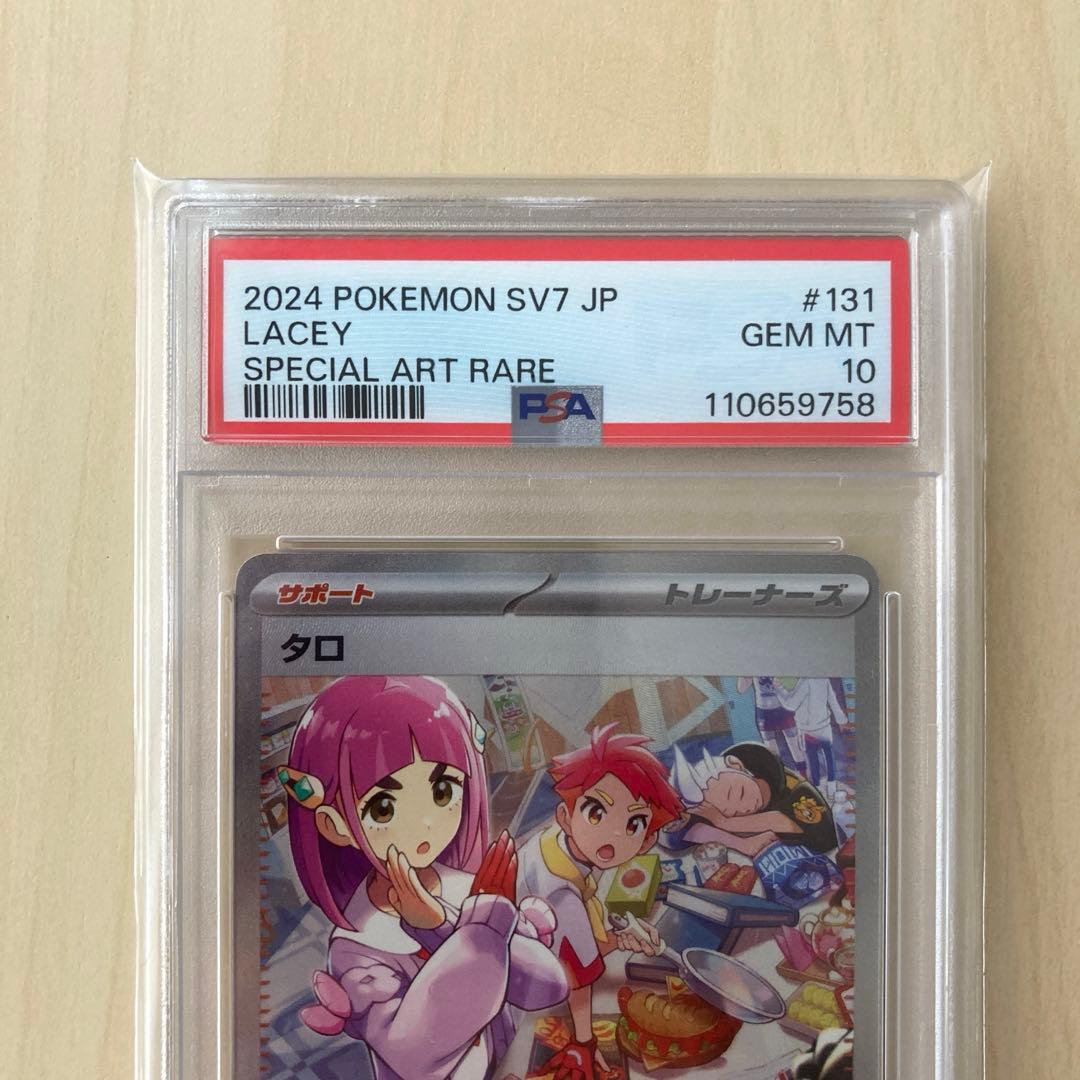 2024 POKEMON SV7 JP #131
LACEY GEM MT
SPECIAL ART RARE 10
PSA 110659758
サポート トレーナーズ
タロ